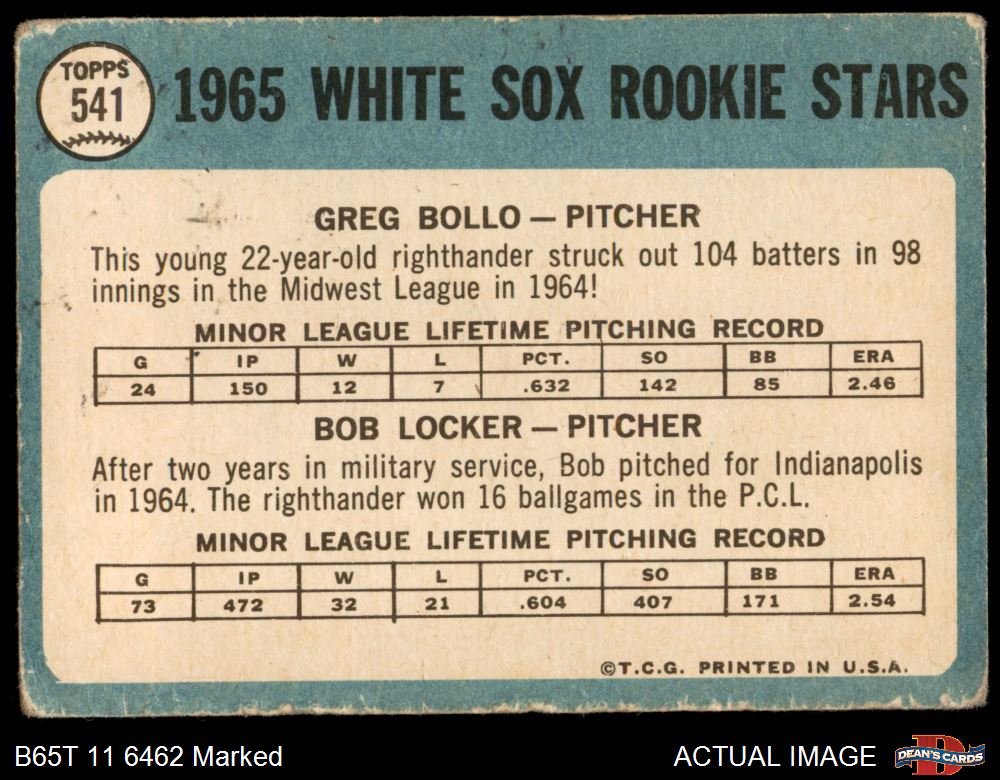 TOPPS
541
1965 WHITE SOX ROOKIE STARS
GREG BOLLO — PITCHER
This young 22-year-old righthander struck out 104 batters in 98
innings in the Midwest League in 1964!
MINOR LEAGUE LIFETIME PITCHING RECORD
G IP W L PCT. SO BB ERA
24 150 12 7 .632 142 85 2.46
BOB LOCKER — PITCHER
After two years in military service, Bob pitched for Indianapolis
in 1964. The righthander won 16 ballgames in the P.C.L.
MINOR LEAGUE LIFETIME PITCHING RECORD
G IP W L PCT. SO BB ERA
73 472 32 21 .604 407 171 2.54
©T.C.G. PRINTED IN U.S.A.
B65T 11 6462 Marked
ACTUAL IMAGE
DEAN'S CARDS